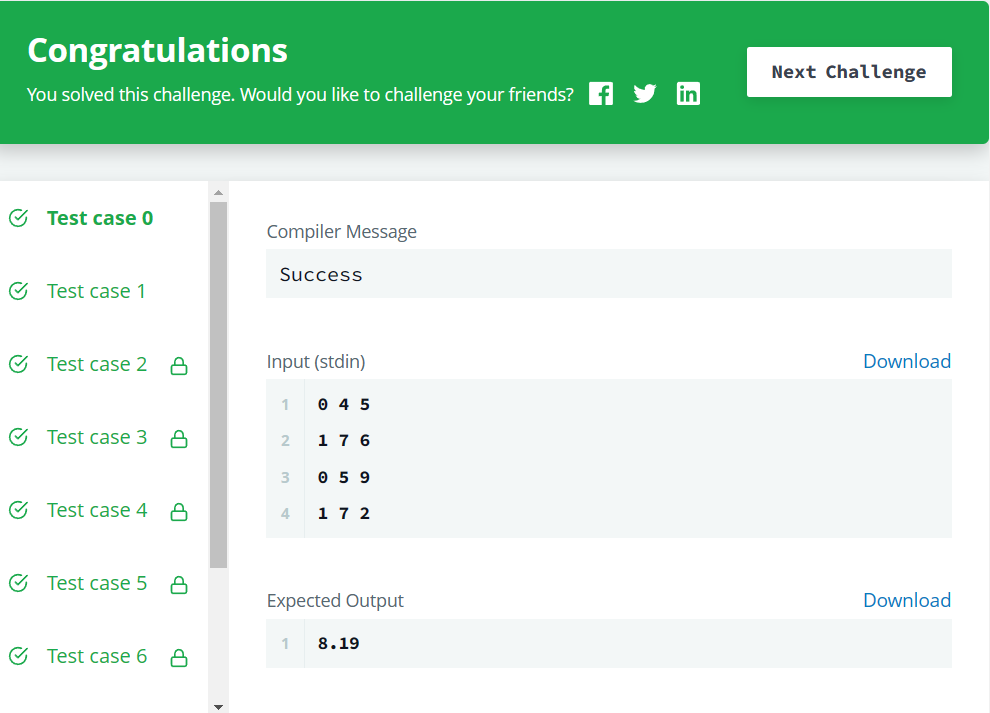 Congratulations
You solved this challenge. Would you like to challenge your friends?
Next Challenge
Test case 0
Test case 1
Test case 2
Test case 3
Test case 4
Test case 5
Test case 6
Compiler Message
Success
Input (stdin)
Download
1 0 4 5
2 1 7 6
3 0 5 9
4 1 7 2
Expected Output
Download
1 8.19